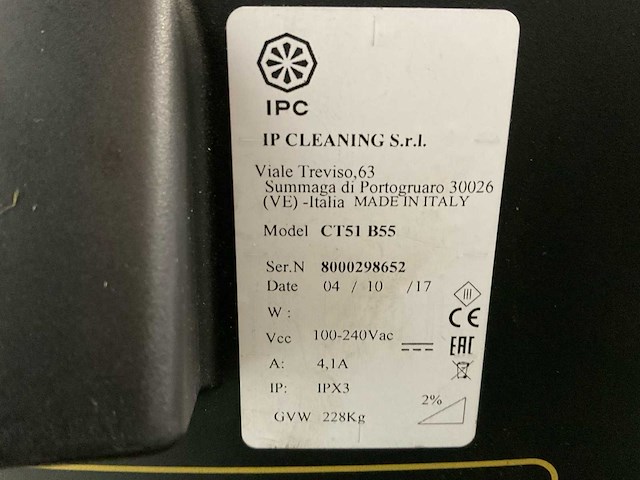 IPC
IP CLEANING S.r.l.
Viale Treviso,63
Summaga di Portogruaro 30026
(VE) -Italia MADE IN ITALY
Model CT51 B55
Ser.N 8000298652
Date 04 / 10 /17
W :
Vcc 100-240Vac
A: 4,1A
IP: IPX3
GVW 228Kg
III
CE
EAC
2%